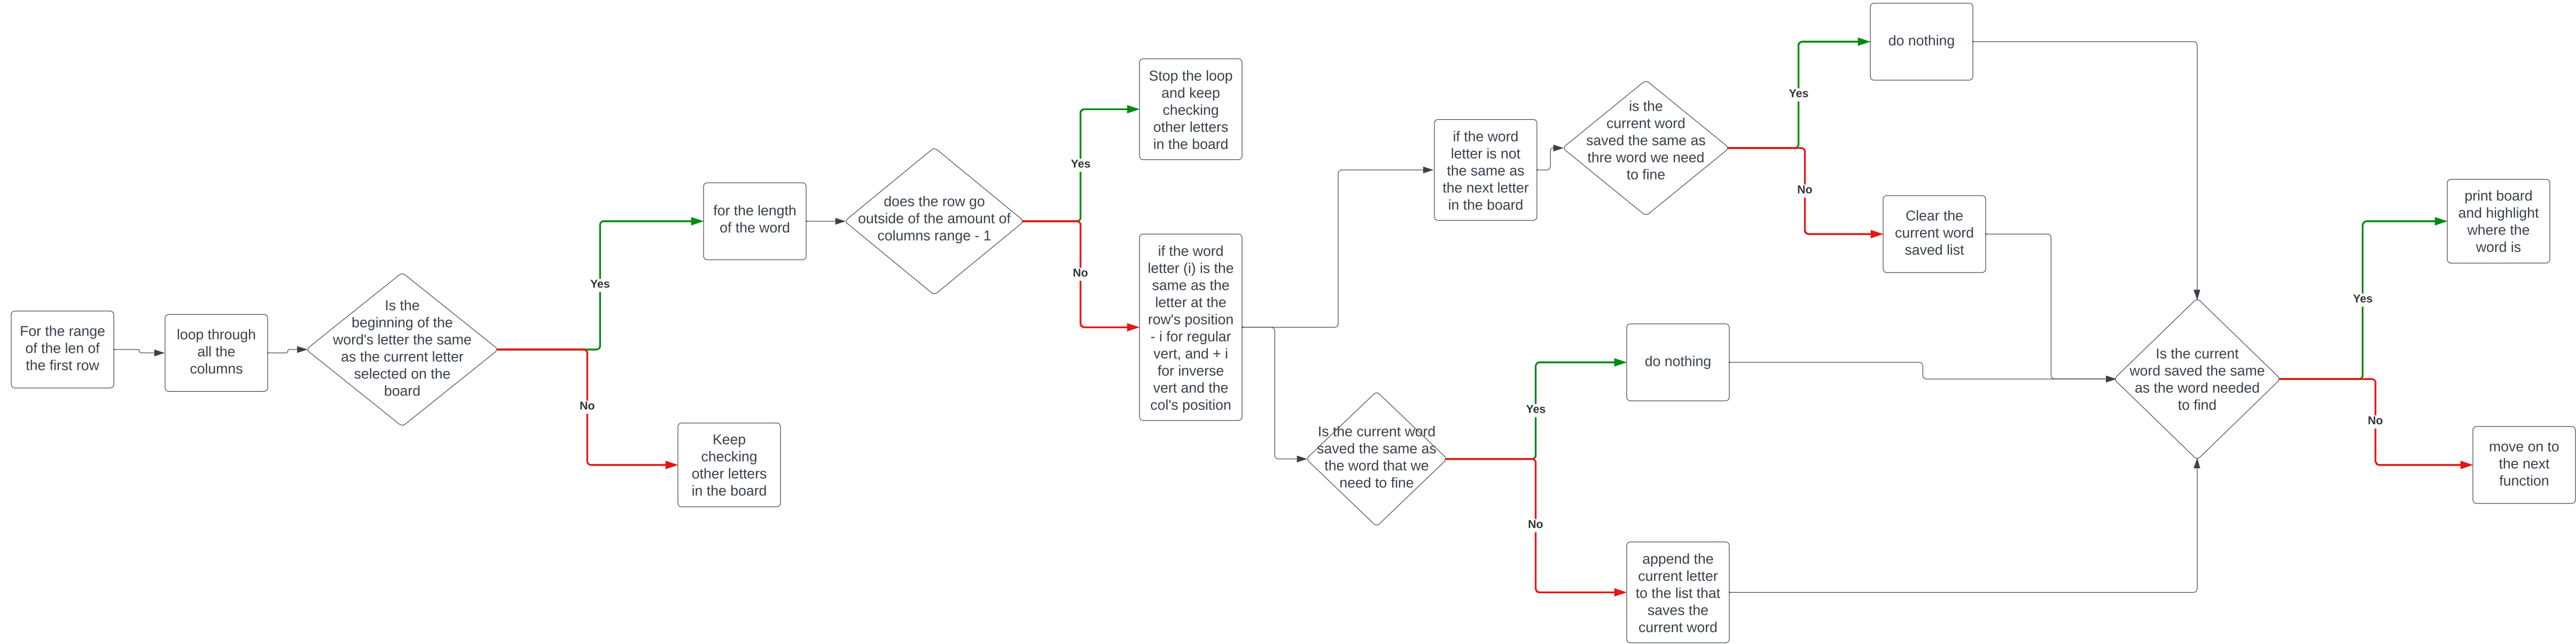 For the range
of the len of
the first row
loop through
all the
columns
Is the
beginning of the
word's letter the same
as the current letter
selected on the
board
Yes
No
for the length
of the word
Keep
checking
other letters
in the board
does the row go
outside of the amount of
columns range - 1
Yes
No
Stop the loop
and keep
checking
other letters
in the board
if the word
letter (i) is the
same as the
letter at the
row's position
- i for regular
vert, and + i
for inverse
vert and the
col's position
if the word
letter is not
the same as
the next letter
in the board
is the
current word
saved the same as
thre word we need
to fine
Yes
No
do nothing
Clear the
current word
saved list
Is the current word
saved the same as
the word that we
need to fine
Yes
No
do nothing
append the
current letter
to the list that
saves the
current word
Is the current
word saved the same
as the word needed
to find
Yes
No
print board
and highlight
where the
word is
move on to
the next
function